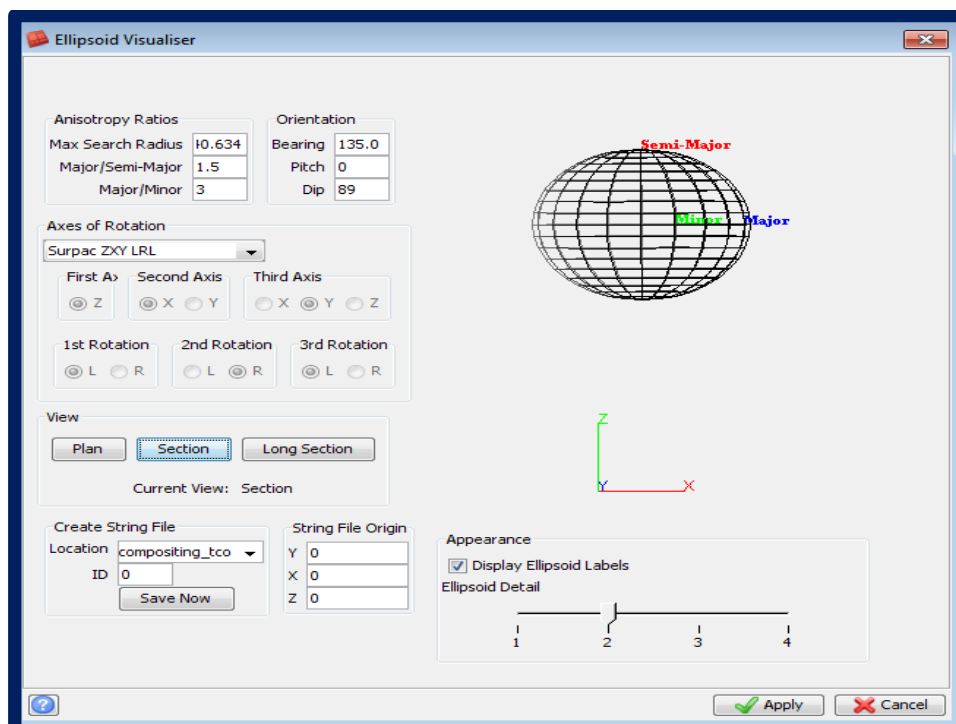 Ellipsoid Visualiser
Anisotropy Ratios
Max Search Radius 0.634
Major/Semi-Major 1.5
Major/Minor 3
Orientation
Bearing 135.0
Pitch 0
Dip 89
Semi-Major
Minor
Major
Axes of Rotation
Surpac ZXY LRL
First Ax
Z
Second Axis
X Y
Third Axis
X Y Z
1st Rotation
L R
2nd Rotation
L R
3rd Rotation
L R
View
Plan Section Long Section
Current View: Section
Z
Y X
Create String File
Location compositing_tco
ID 0
Save Now
String File Origin
Y 0
X 0
Z 0
Appearance
Display Ellipsoid Labels
Ellipsoid Detail
1 2 3 4
? Apply Cancel